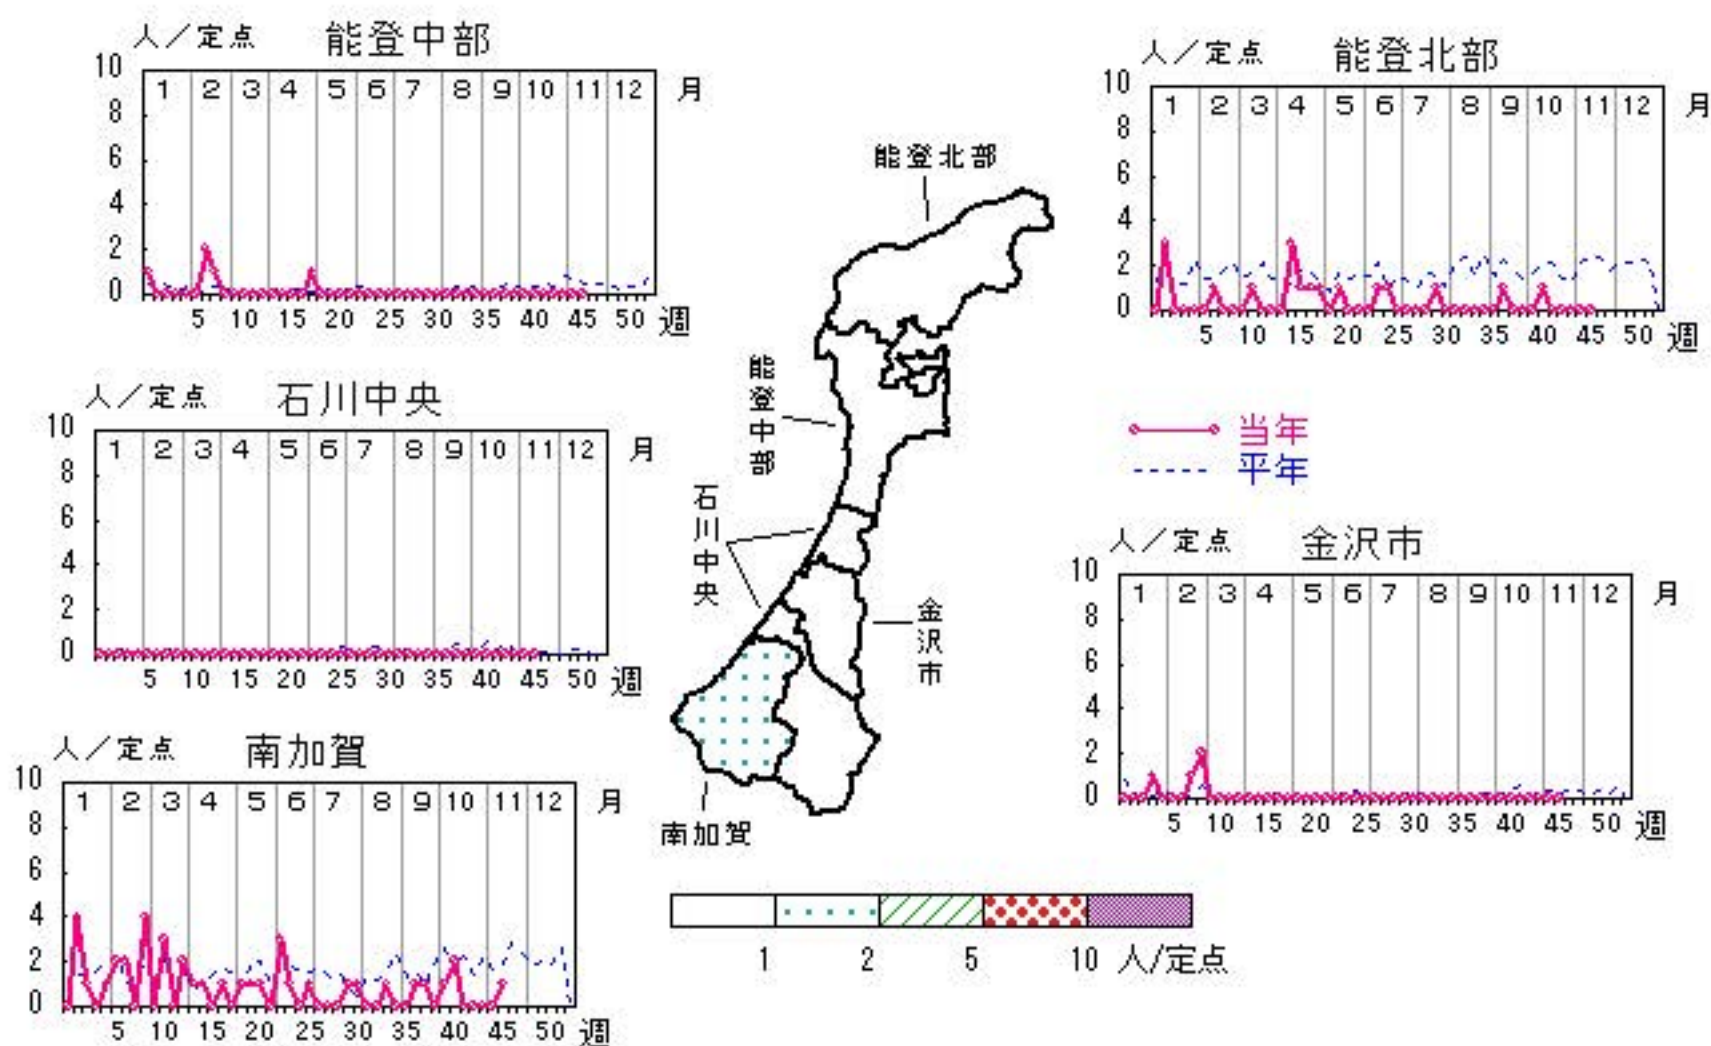 人／定点 能登中部
10 8 6 4 2 0
1 2 3 4 5 6 7 8 9 10 11 12 月
5 10 15 20 25 30 35 40 45 50 週
人／定点 能登北部
10 8 6 4 2 0
1 2 3 4 5 6 7 8 9 10 11 12 月
5 10 15 20 25 30 35 40 45 50 週
能登北部
能登中部
石川中央
金沢市
南加賀
人／定点 石川中央
10 8 6 4 2 0
1 2 3 4 5 6 7 8 9 10 11 12 月
5 10 15 20 25 30 35 40 45 50 週
当年
平年
人／定点 金沢市
10 8 6 4 2 0
1 2 3 4 5 6 7 8 9 10 11 12 月
5 10 15 20 25 30 35 40 45 50 週
人／定点 南加賀
10 8 6 4 2 0
1 2 3 4 5 6 7 8 9 10 11 12 月
5 10 15 20 25 30 35 40 45 50 週
1 2 5 10 人/定点